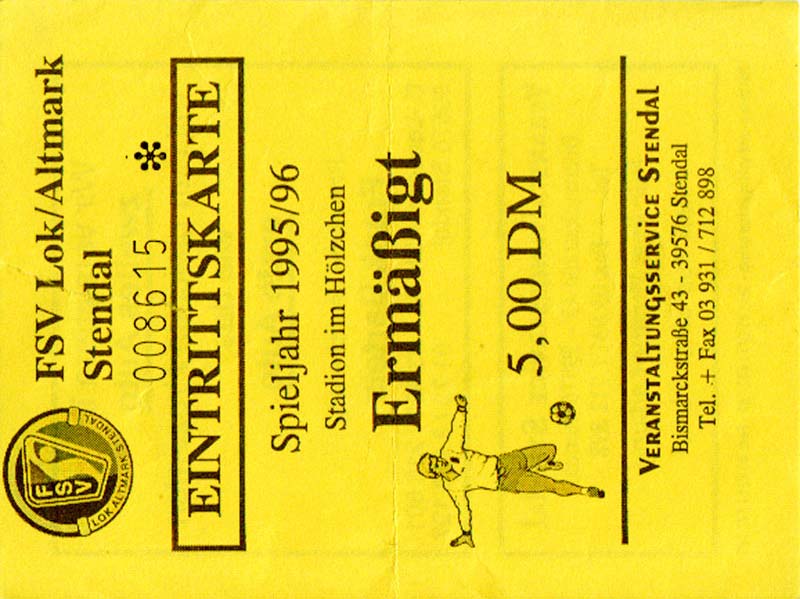 FSV Lok/Altmark
Stendal
008615 *
FSV
LOK ALTMARK STENDAL
EINTRITTSKARTE
Spieljahr 1995/96
Stadion im Hölzchen
Ermäßigt
5,00 DM
VERANSTALTUNGSSERVICE STENDAL
Bismarckstraße 43 - 39576 Stendal
Tel. + Fax 03 931 / 712 898